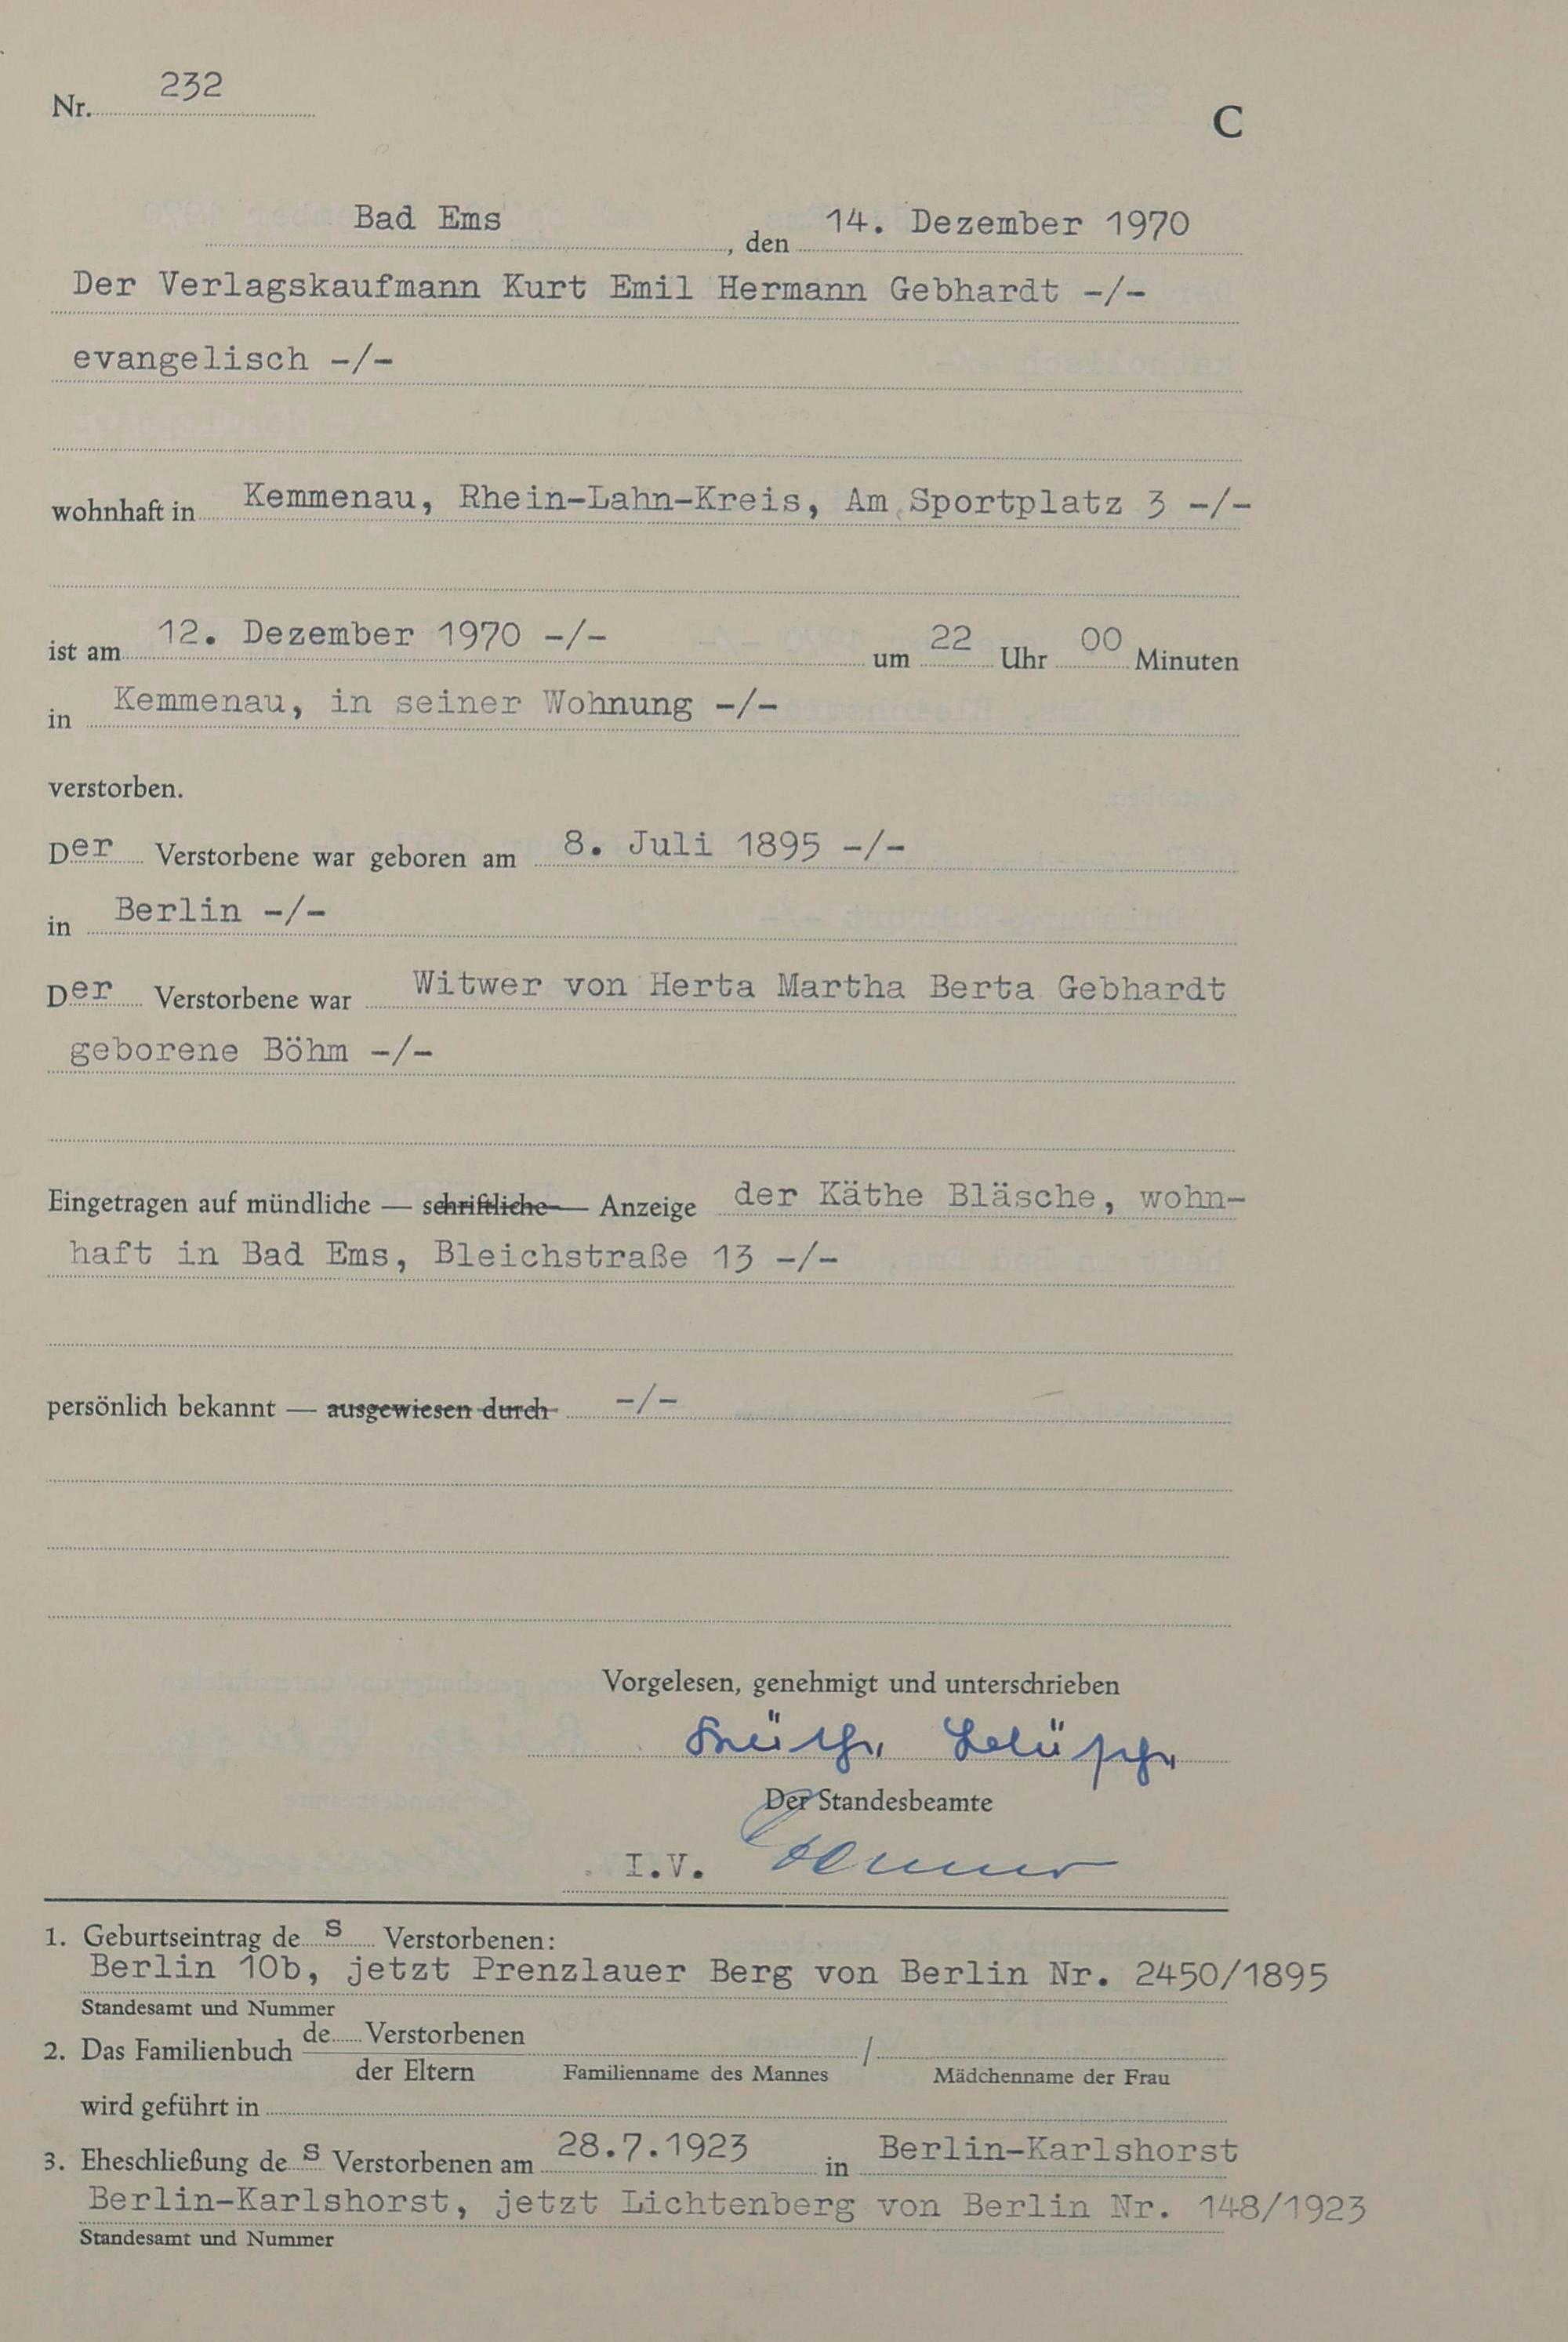 Nr. 232
C
Bad Ems, den 14. Dezember 1970
Der Verlagskaufmann Kurt Emil Hermann Gebhardt -/-
evangelisch -/-
wohnhaft in Kemmenau, Rhein-Lahn-Kreis, Am Sportplatz 3 -/-
ist am 12. Dezember 1970 -/- um 22 Uhr 00 Minuten
in Kemmenau, in seiner Wohnung -/-
verstorben.
Der Verstorbene war geboren am 8. Juli 1895 -/-
in Berlin -/-
Der Verstorbene war Witwer von Herta Martha Berta Gebhardt
geborene Böhm -/-
Eingetragen auf mündliche — schriftliche — Anzeige der Käthe Bläsche, wohn-
haft in Bad Ems, Bleichstraße 13 -/-
persönlich bekannt — ausgewiesen durch -/-
Vorgelesen, genehmigt und unterschrieben
Käthe Bläsche
Der Standesbeamte
I.V.
1. Geburtseintrag des Verstorbenen:
Berlin 10b, jetzt Prenzlauer Berg von Berlin Nr. 2450/1895
Standesamt und Nummer
de Verstorbenen
2. Das Familienbuch /
der Eltern Familienname des Mannes Mädchenname der Frau
wird geführt in
3. Eheschließung des Verstorbenen am 28.7.1923 in Berlin-Karlshorst
Berlin-Karlshorst, jetzt Lichtenberg von Berlin Nr. 148/1923
Standesamt und Nummer